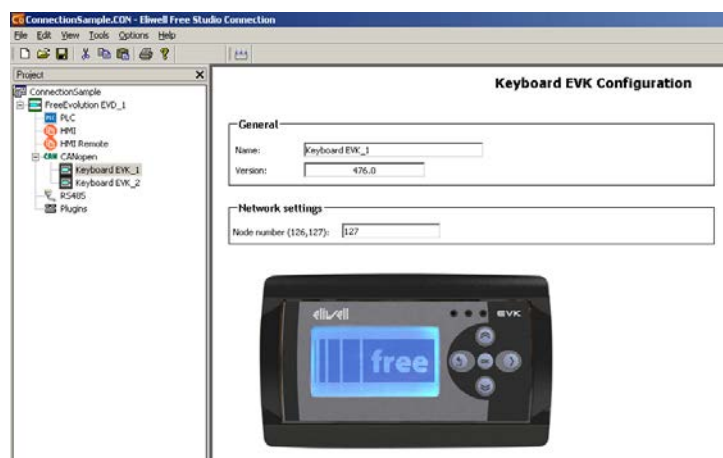 ConnectionSample.CON - Eliwell Free Studio Connection
File Edit View Tools Options Help
Project
ConnectionSample
FreeEvolution EVD_1
PLC
HMI
HMI Remote
CANopen
Keyboard EVK_1
Keyboard EVK_2
RS485
Plugins
Keyboard EVK Configuration
General
Name: Keyboard EVK_1
Version: 476.0
Network settings
Node number (126,127): 127
eliwell
EVK
free